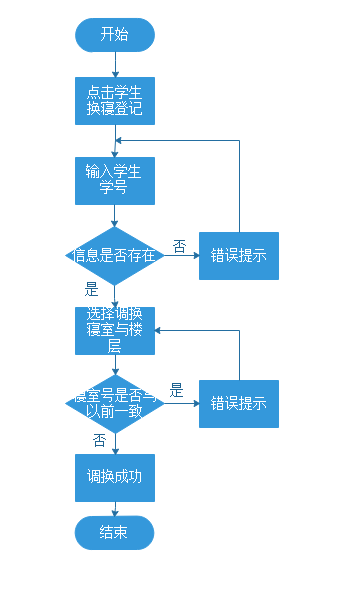 开始
点击学生
换寝登记
输入学生
学号
信息是否存在
否
错误提示
是
选择调换
寝室与楼
层
寝室号是否与
以前一致
是
错误提示
否
调换成功
结束